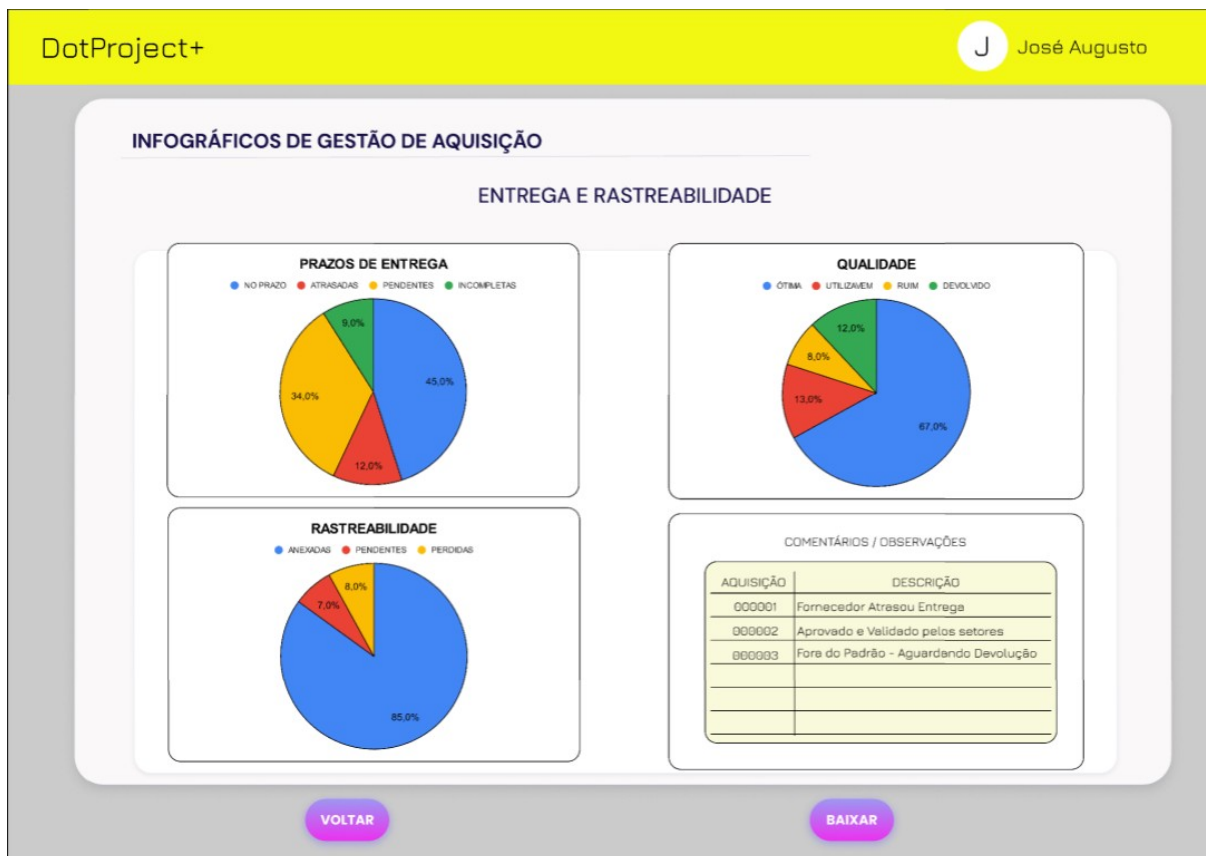 DotProject+
J José Augusto
INFOGRÁFICOS DE GESTÃO DE AQUISIÇÃO
ENTREGA E RASTREABILIDADE
PRAZOS DE ENTREGA
NO PRAZO ATRASADAS PENDENTES INCOMPLETAS
9,0%
45,0%
34,0%
12,0%
QUALIDADE
ÓTIMA UTILIZAVEM RUIM DEVOLVIDO
12,0%
8,0%
13,0%
67,0%
RASTREABILIDADE
ANEXADAS PENDENTES PERDIDAS
8,0%
7,0%
85,0%
COMENTÁRIOS / OBSERVAÇÕES
AQUISIÇÃO DESCRIÇÃO
000001 Fornecedor Atrasou Entrega
000002 Aprovado e Validado pelos setores
000003 Fora do Padrão - Aguardando Devolução
VOLTAR
BAIXAR